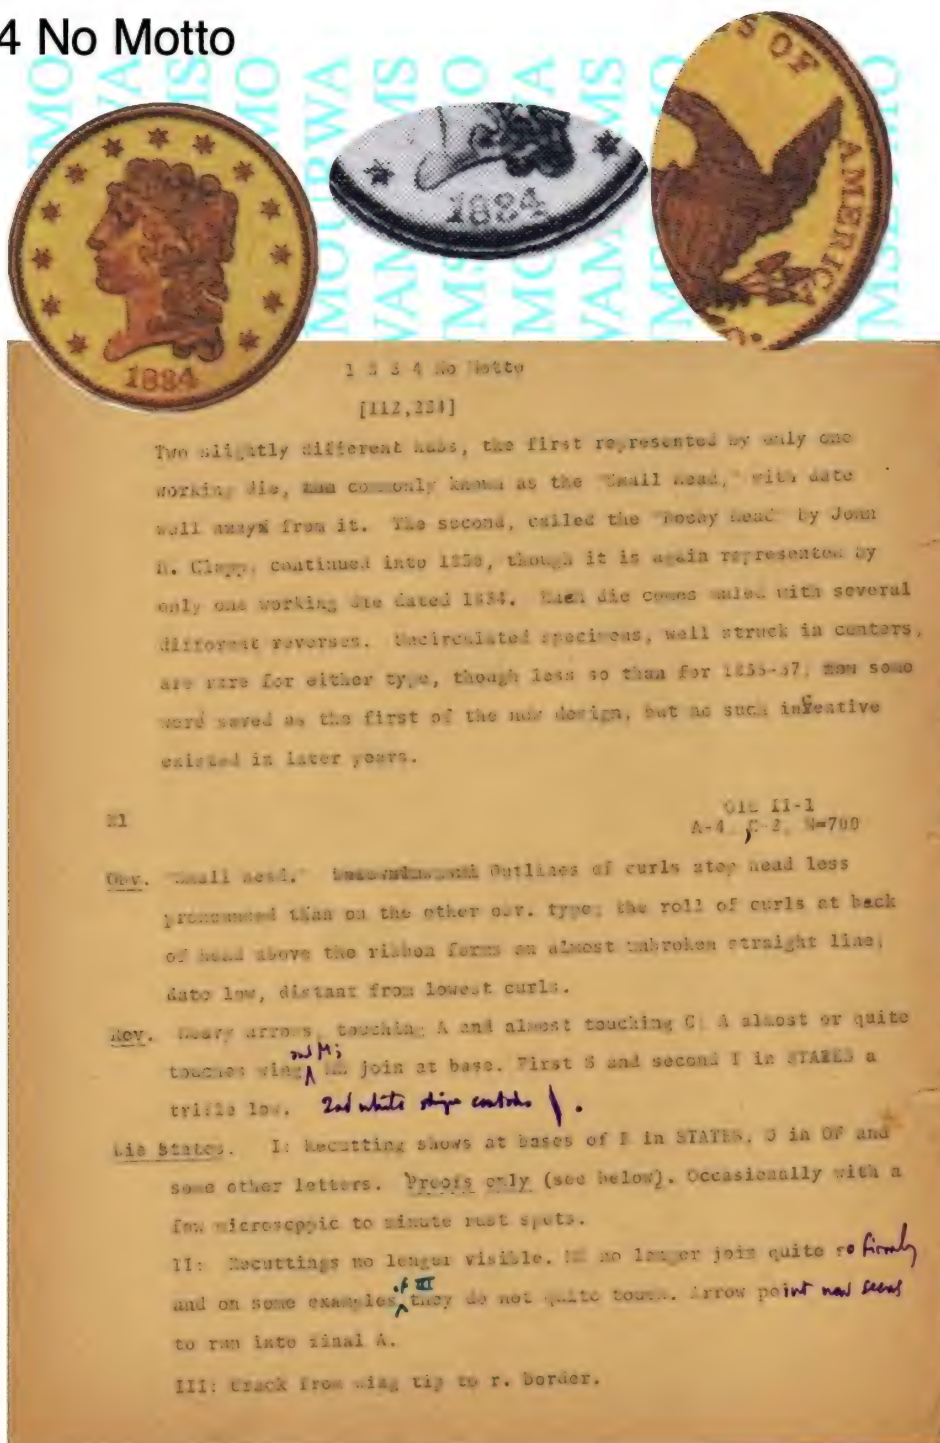 4 No Motto
1834
1834
S OF
AMERICA
1 8 3 4 No Motto
[112,234]
Two slightly different hubs, the first represented by only one
working die, commonly known as the "Small Head," with date
well away from it. The second, called the "Booby Head" by John
H. Clapp, continued into 1835, though it is again represented by
only one working die dated 1834. Each die comes muled with several
different reverses. Uncirculated specimens, well struck in centers,
are rare for either type, though less so than for 1835-37; some
were saved as the first of the new design, but no such incentive
existed in later years.
#1
A-4, C-2, W=700
Obv. "Small Head." Outlines of curls atop head less
pronounced than on the other obv. type; the roll of curls at back
of head above the ribbon forms an almost unbroken straight line;
date low, distant from lowest curls.
Rev. Heavy arrows, touching A and almost touching C; A almost or quite
touches wing and M; ME join at base. First S and second T in STATES a
trifle low. 2nd white stripe
Die States. I: Recutting shows at bases of E in STATES, O in OF and
some other letters. Proofs only (see below). Occasionally with a
few microscopic to minute rust spots.
II: Recuttings no longer visible. ME no longer join quite so firmly
and on some examples of III they do not quite touch. Arrow point now seems
to run into final A.
III: Crack from wing tip to r. border.